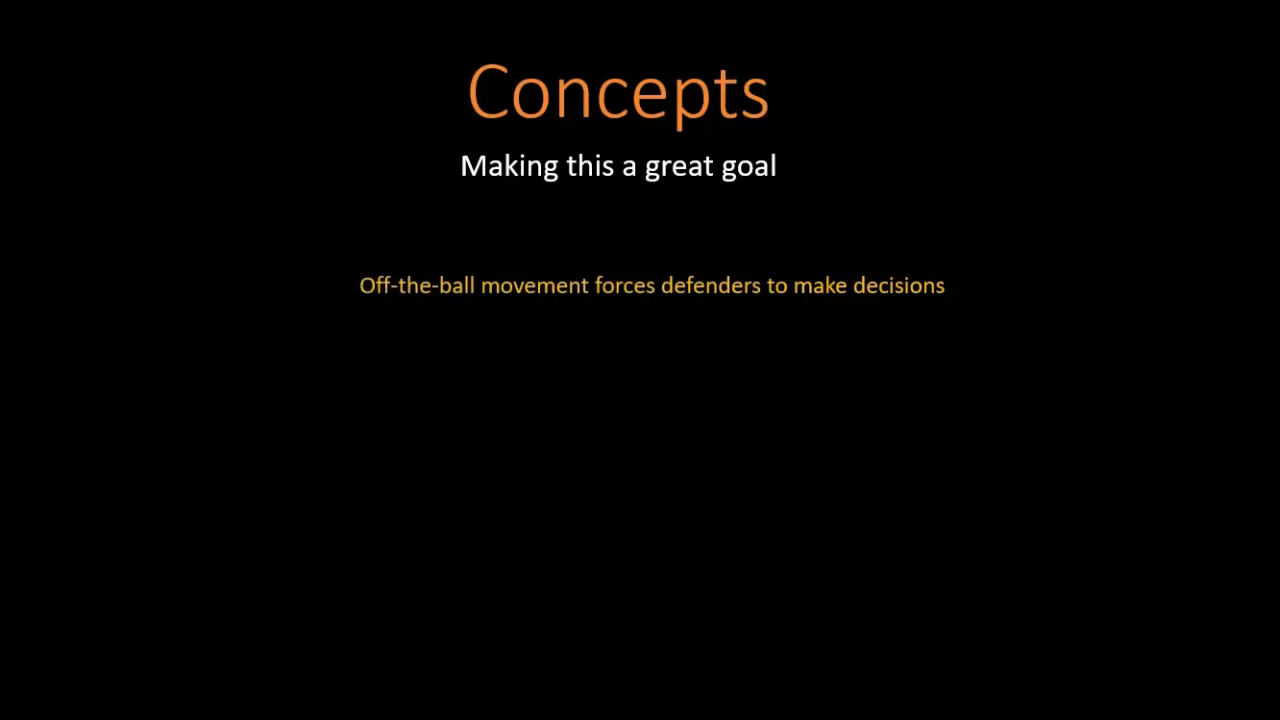 Concepts
Making this a great goal
Off-the-ball movement forces defenders to make decisions